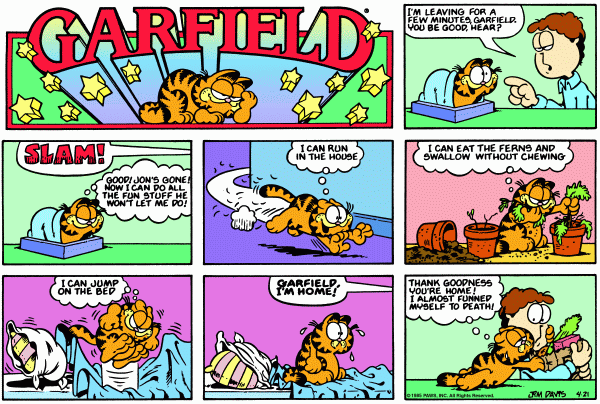 GARFIELD®
I'M LEAVING FOR A
FEW MINUTES, GARFIELD.
YOU BE GOOD, HEAR?
SLAM!
GOOD! JON'S GONE!
NOW I CAN DO ALL
THE FUN STUFF HE
WON'T LET ME DO!
I CAN RUN
IN THE HOUSE
I CAN EAT THE FERNS AND
SWALLOW WITHOUT CHEWING
I CAN JUMP
ON THE BED
GARFIELD,
I'M HOME!
THANK GOODNESS
YOU'RE HOME!
I ALMOST FUNNED
MYSELF TO DEATH!
© 1985 PAWS, INC. All Rights Reserved.
JIM DAVIS 4-21